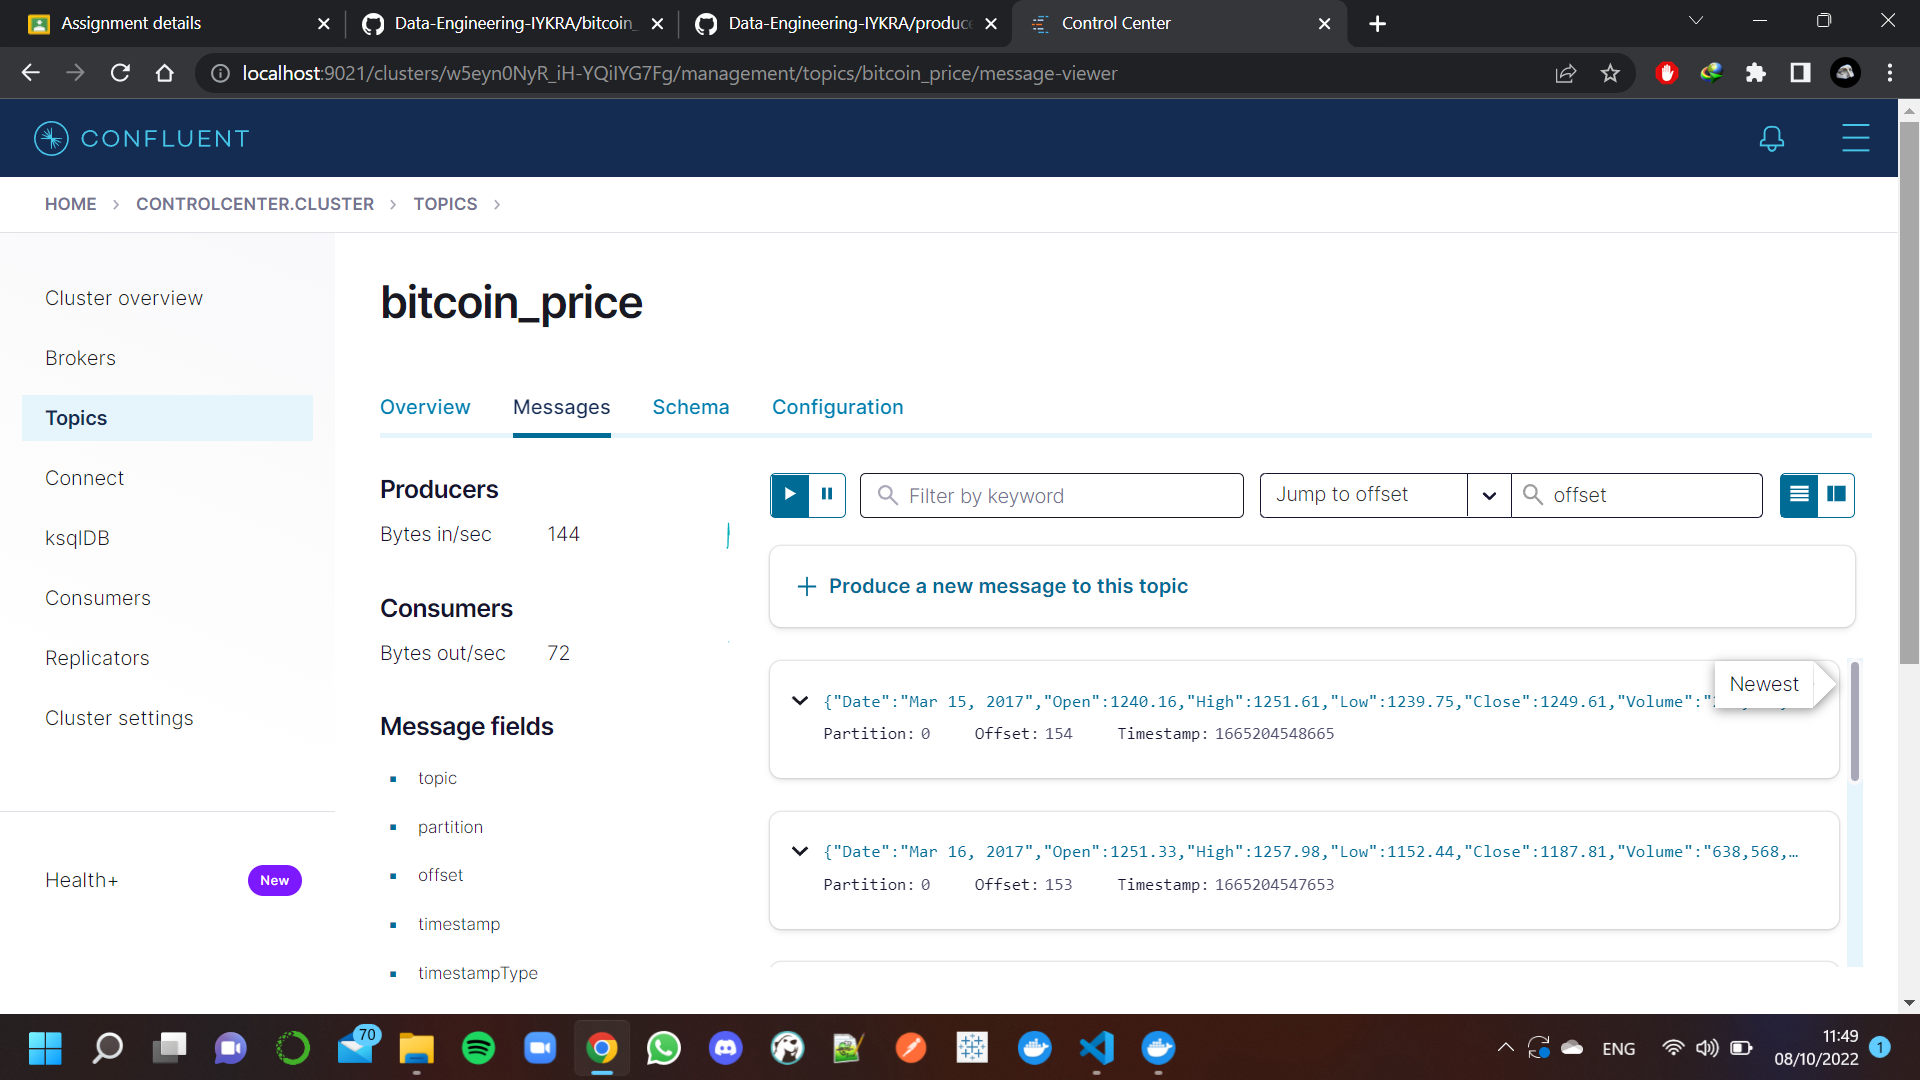 Assignment details
Data-Engineering-IYKRA/bitcoin_
Data-Engineering-IYKRA/produce
Control Center
localhost:9021/clusters/w5eyn0NyR_iH-YQiIYG7Fg/management/topics/bitcoin_price/message-viewer
CONFLUENT
HOME > CONTROLCENTER.CLUSTER > TOPICS >
Cluster overview
Brokers
Topics
Connect
ksqlDB
Consumers
Replicators
Cluster settings
Health+ New
bitcoin_price
Overview Messages Schema Configuration
Producers
Bytes in/sec 144
Consumers
Bytes out/sec 72
Message fields
topic
partition
offset
timestamp
timestampType
Filter by keyword
Jump to offset
offset
+ Produce a new message to this topic
Newest
{"Date":"Mar 15, 2017","Open":1240.16,"High":1251.61,"Low":1239.75,"Close":1249.61,"Volume":"
Partition: 0 Offset: 154 Timestamp: 1665204548665
{"Date":"Mar 16, 2017","Open":1251.33,"High":1257.98,"Low":1152.44,"Close":1187.81,"Volume":"638,568,…
Partition: 0 Offset: 153 Timestamp: 1665204547653
70
ENG
11:49
08/10/2022
1